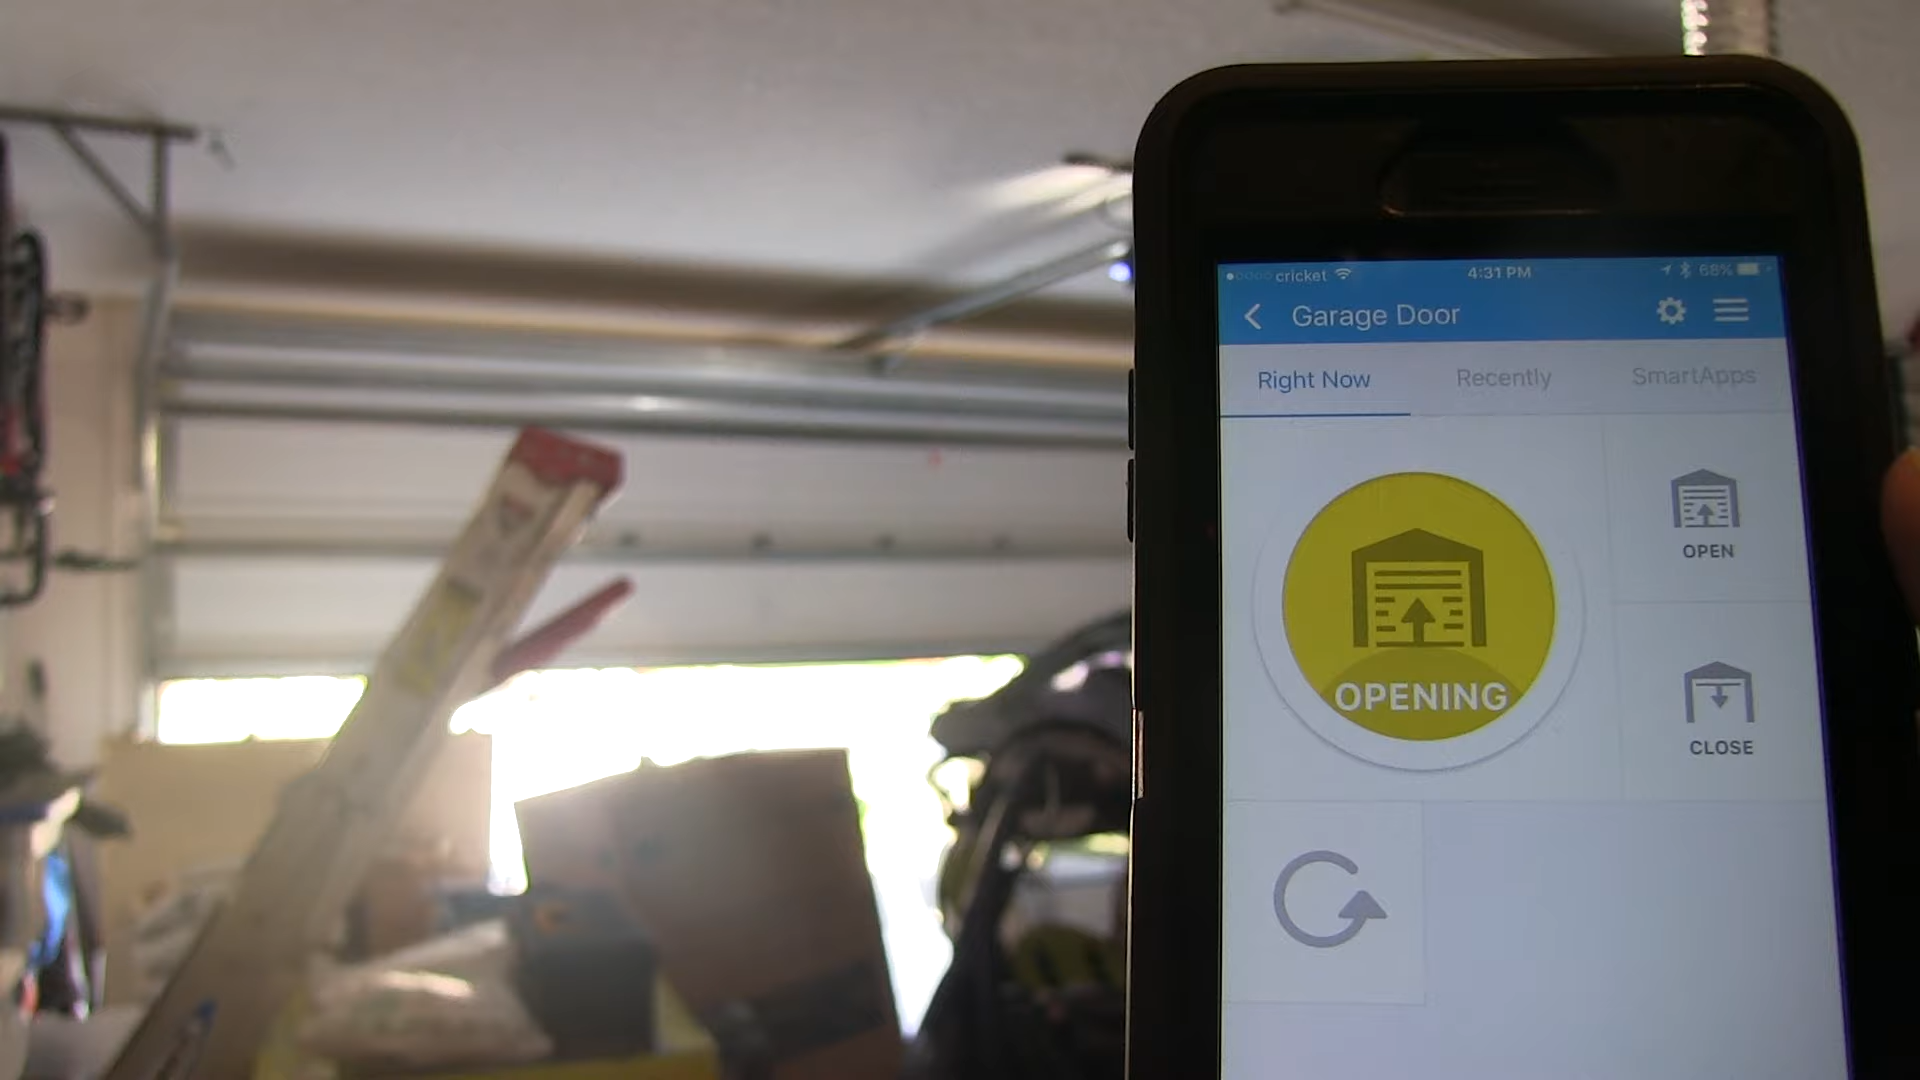 cricket 4:31 PM 68%
Garage Door
Right Now Recently SmartApps
OPENING
OPEN
CLOSE